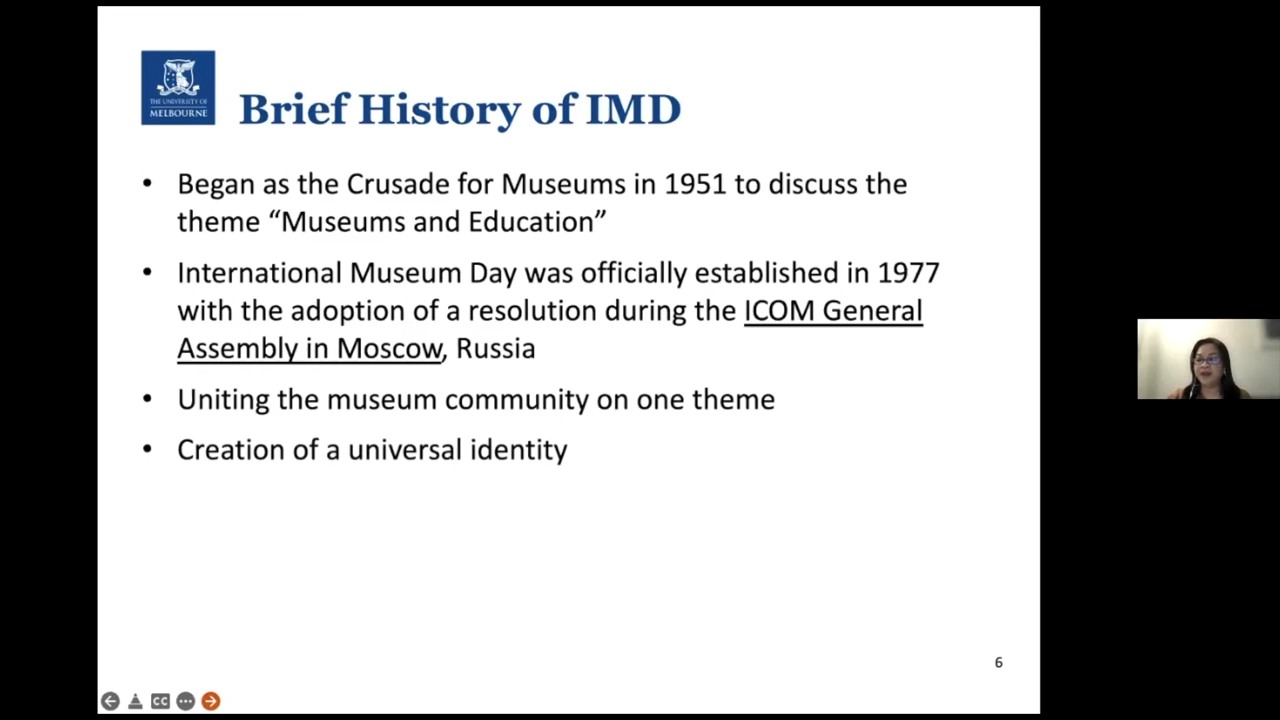 THE UNIVERSITY OF
MELBOURNE
Brief History of IMD
• Began as the Crusade for Museums in 1951 to discuss the
theme “Museums and Education”
• International Museum Day was officially established in 1977
with the adoption of a resolution during the ICOM General
Assembly in Moscow, Russia
• Uniting the museum community on one theme
• Creation of a universal identity
6
CC